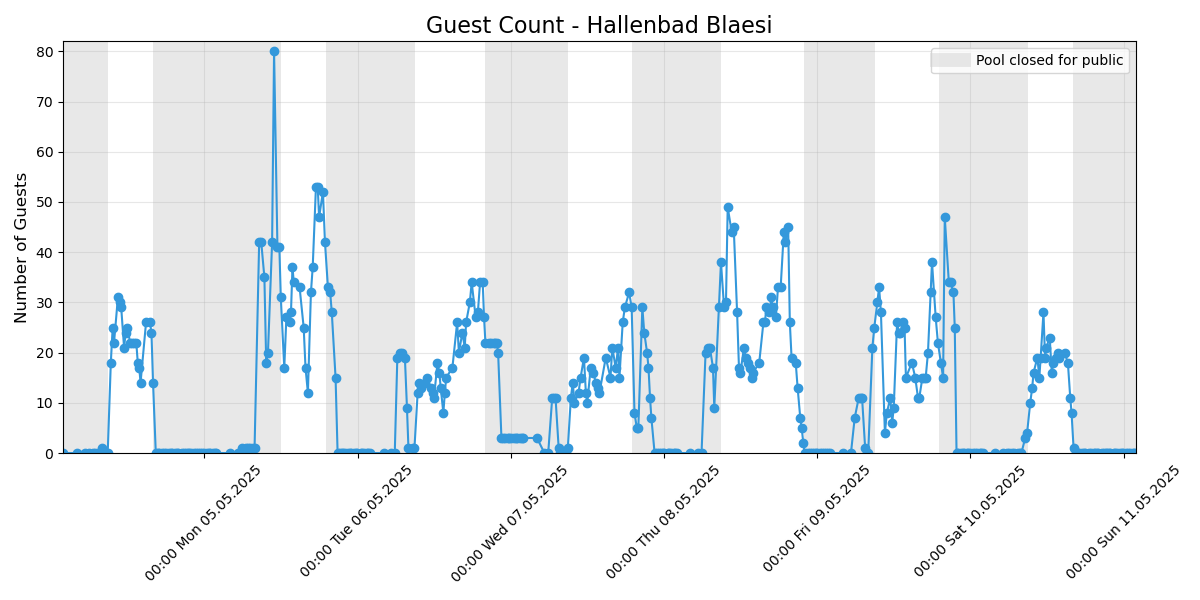 Guest Count - Hallenbad Blaesi
Pool closed for public
Number of Guests
80
70
60
50
40
30
20
10
0
00:00 Mon 05.05.2025
00:00 Tue 06.05.2025
00:00 Wed 07.05.2025
00:00 Thu 08.05.2025
00:00 Fri 09.05.2025
00:00 Sat 10.05.2025
00:00 Sun 11.05.2025